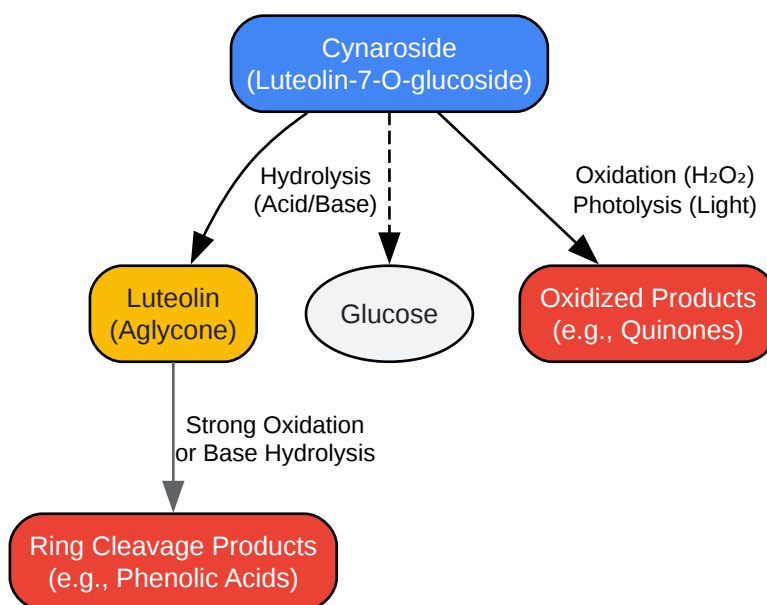 Cynaroside
(Luteolin-7-O-glucoside)
Hydrolysis
(Acid/Base)
Oxidation (H₂O₂)
Photolysis (Light)
Luteolin
(Aglycone)
Glucose
Oxidized Products
(e.g., Quinones)
Strong Oxidation
or Base Hydrolysis
Ring Cleavage Products
(e.g., Phenolic Acids)